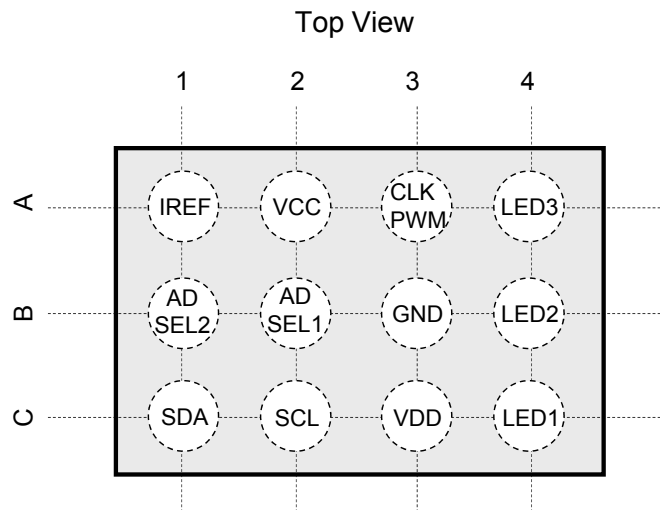 Top View
1 2 3 4
A
IREF VCC CLK PWM LED3
B
AD SEL2 AD SEL1 GND LED2
C
SDA SCL VDD LED1